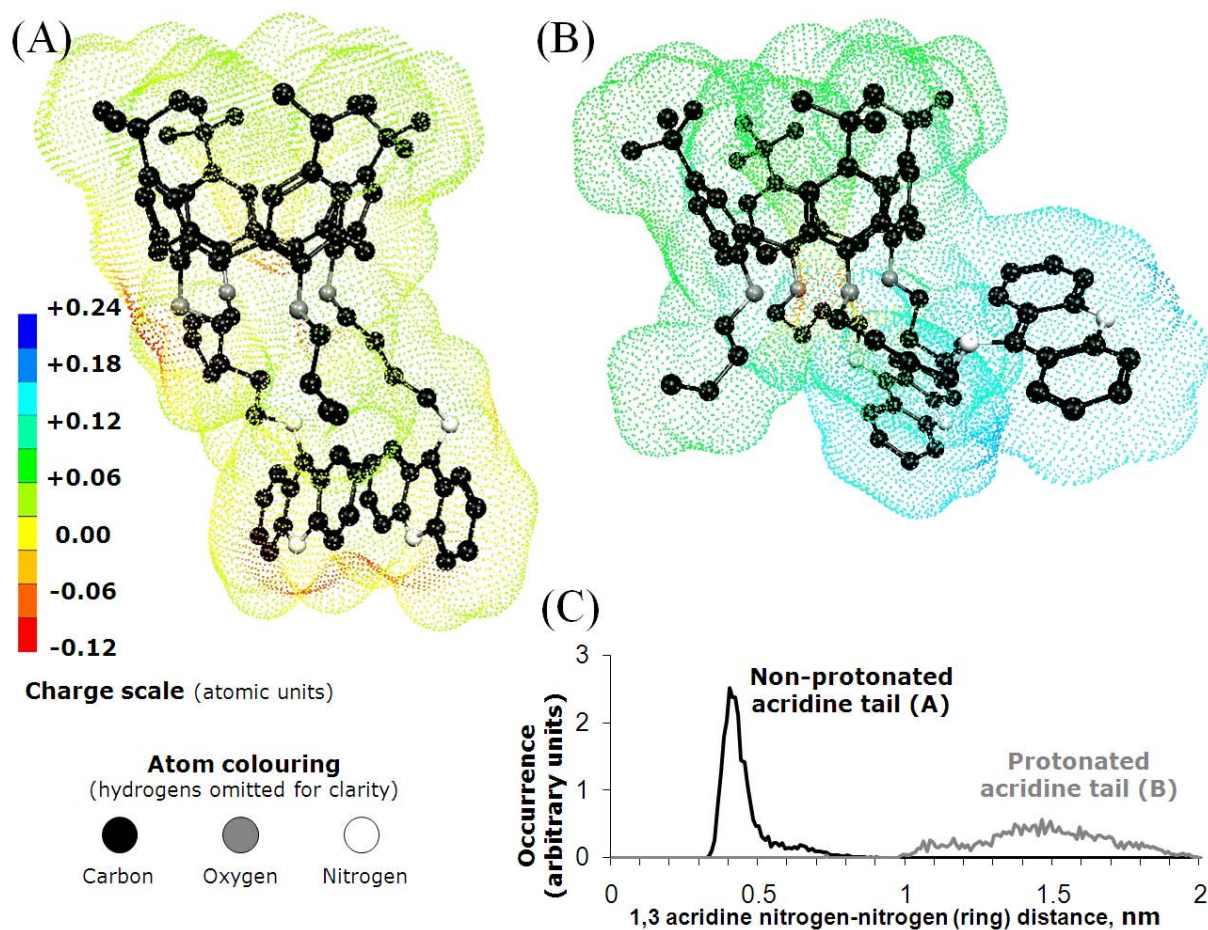 (A)
(B)
+0.24
+0.18
+0.12
+0.06
0.00
-0.06
-0.12
Charge scale (atomic units)
Atom colouring
(hydrogens omitted for clarity)
Carbon Oxygen Nitrogen
(C)
Occurrence
(arbitrary units)
3
2
1
0
Non-protonated
acridine tail (A)
Protonated
acridine tail (B)
0 0.5 1 1.5 2
1,3 acridine nitrogen-nitrogen (ring) distance, nm